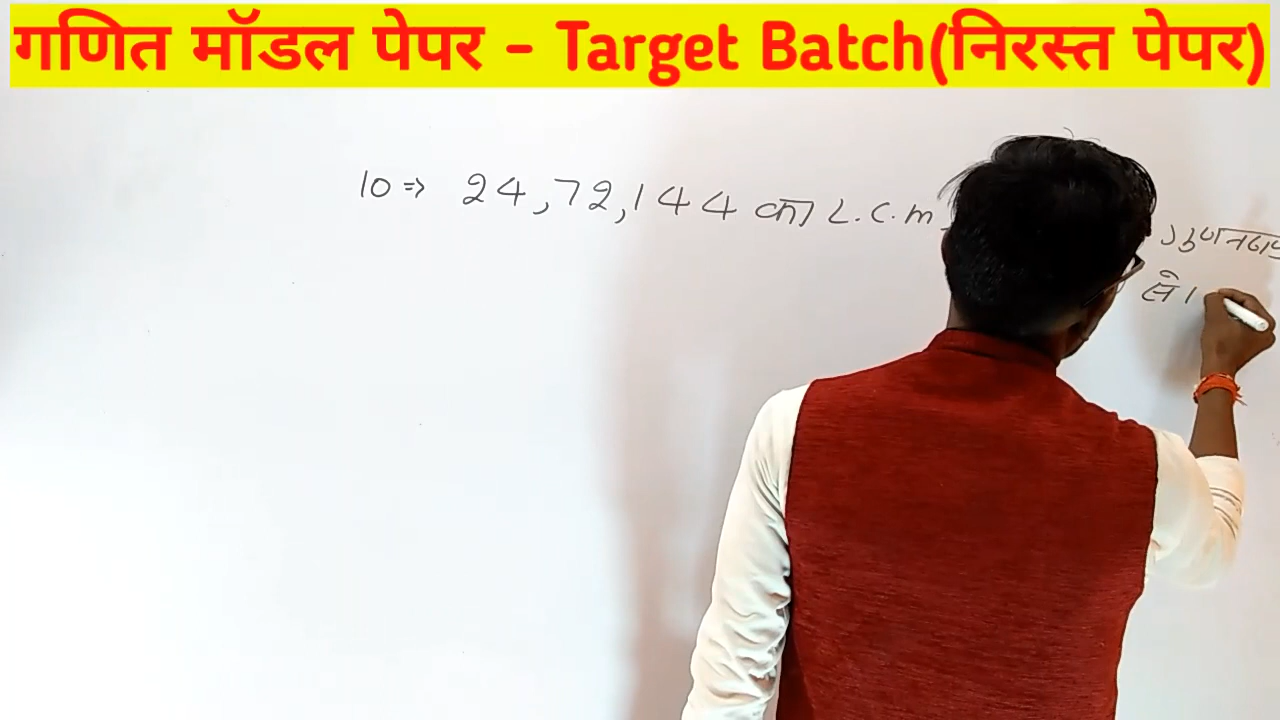 गणित मॉडल पेपर - Target Batch(निरस्त पेपर)
10 ⇒ 24,72,144 का L.C.m
से।